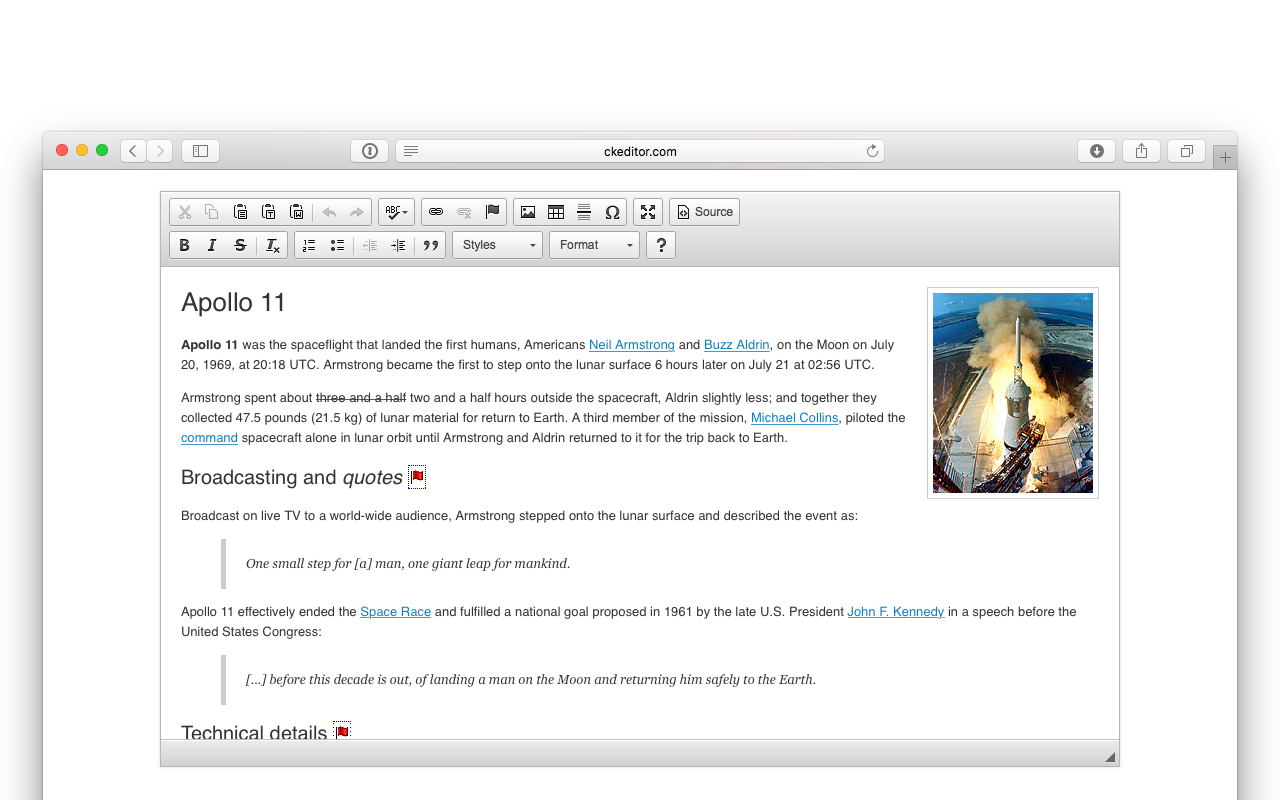 ckeditor.com
ABC
Ω
Source
B I S Tx
Styles
Format
?
Apollo 11
Apollo 11 was the spaceflight that landed the first humans, Americans Neil Armstrong and Buzz Aldrin, on the Moon on July
20, 1969, at 20:18 UTC. Armstrong became the first to step onto the lunar surface 6 hours later on July 21 at 02:56 UTC.
Armstrong spent about three and a half two and a half hours outside the spacecraft, Aldrin slightly less; and together they
collected 47.5 pounds (21.5 kg) of lunar material for return to Earth. A third member of the mission, Michael Collins, piloted the
command spacecraft alone in lunar orbit until Armstrong and Aldrin returned to it for the trip back to Earth.
Broadcasting and quotes
Broadcast on live TV to a world-wide audience, Armstrong stepped onto the lunar surface and described the event as:
One small step for [a] man, one giant leap for mankind.
Apollo 11 effectively ended the Space Race and fulfilled a national goal proposed in 1961 by the late U.S. President John F. Kennedy in a speech before the
United States Congress:
[...] before this decade is out, of landing a man on the Moon and returning him safely to the Earth.
Technical details